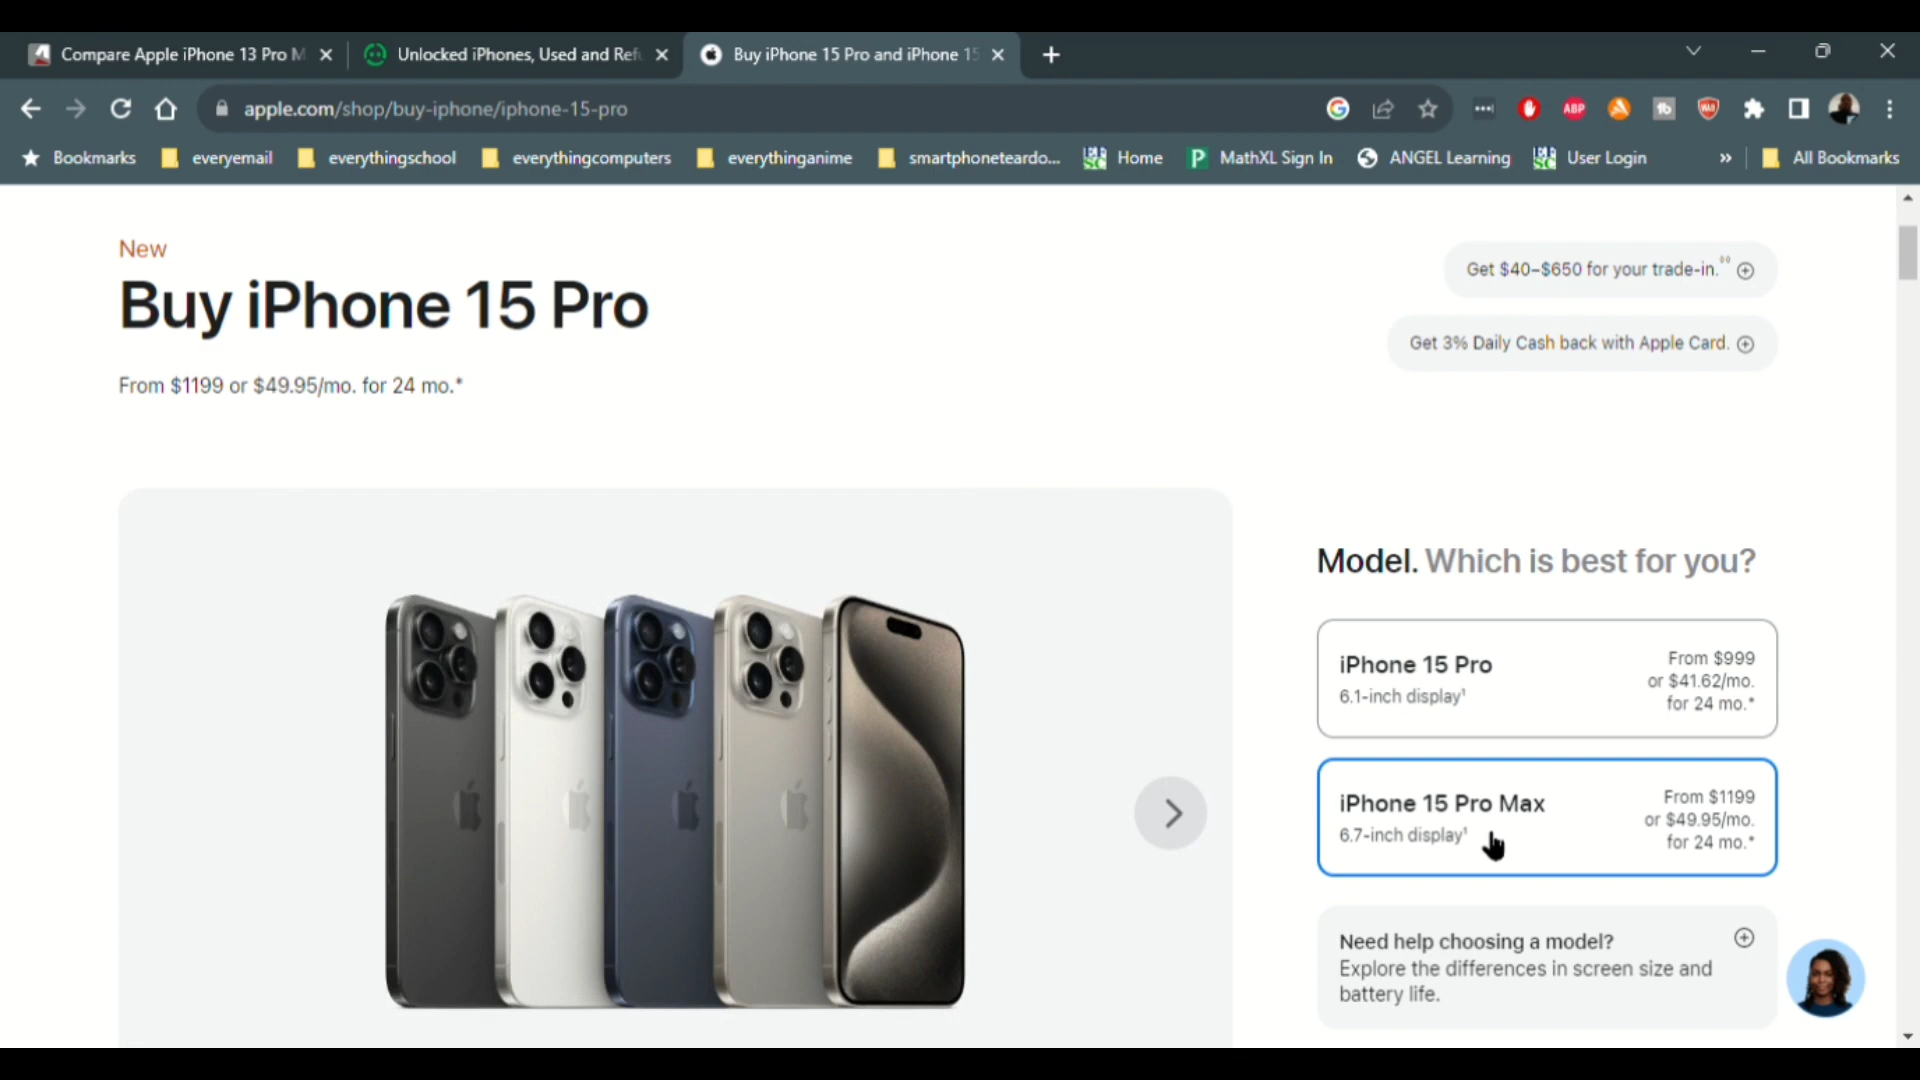 Compare Apple iPhone 13 Pro M
Unlocked iPhones, Used and Ref
Buy iPhone 15 Pro and iPhone 15
apple.com/shop/buy-iphone/iphone-15-pro
ABP
Bookmarks
everyemail
everythingschool
everythingcomputers
everythinganime
smartphoneteardo...
Home
MathXL Sign In
ANGEL Learning
User Login
»
All Bookmarks
New
Buy iPhone 15 Pro
From $1199 or $49.95/mo. for 24 mo.*
Get $40–$650 for your trade-in.◊◊
Get 3% Daily Cash back with Apple Card.
Model. Which is best for you?
iPhone 15 Pro
6.1-inch display¹
From $999
or $41.62/mo.
for 24 mo.*
iPhone 15 Pro Max
6.7-inch display¹
From $1199
or $49.95/mo.
for 24 mo.*
Need help choosing a model?
Explore the differences in screen size and
battery life.